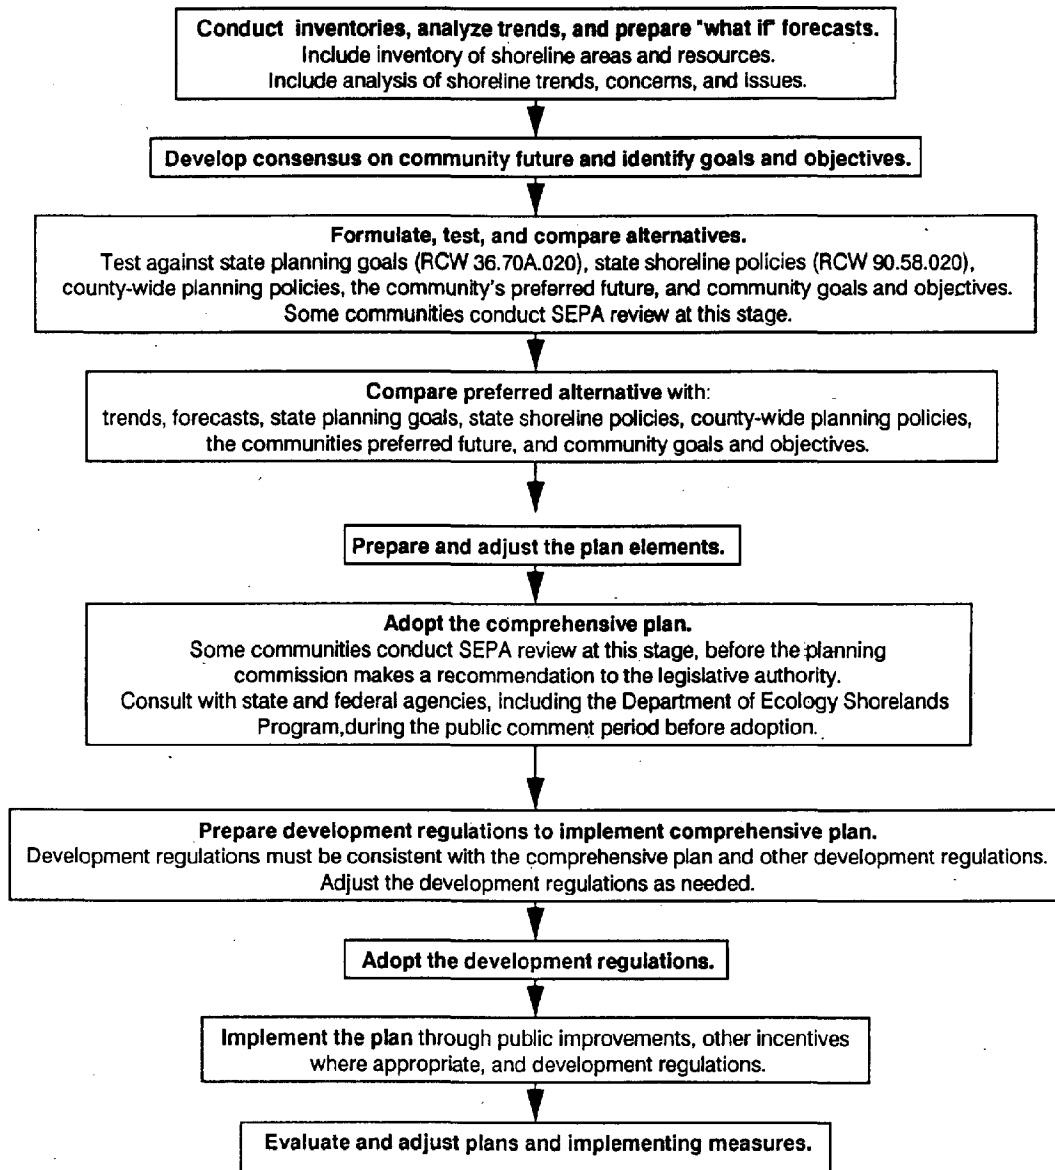 Conduct inventories, analyze trends, and prepare "what if" forecasts.
Include inventory of shoreline areas and resources.
Include analysis of shoreline trends, concerns, and issues.
Develop consensus on community future and identify goals and objectives.
Formulate, test, and compare alternatives.
Test against state planning goals (RCW 36.70A.020), state shoreline policies (RCW 90.58.020),
county-wide planning policies, the community's preferred future, and community goals and objectives.
Some communities conduct SEPA review at this stage.
Compare preferred alternative with:
trends, forecasts, state planning goals, state shoreline policies, county-wide planning policies,
the communities preferred future, and community goals and objectives.
Prepare and adjust the plan elements.
Adopt the comprehensive plan.
Some communities conduct SEPA review at this stage, before the planning
commission makes a recommendation to the legislative authority.
Consult with state and federal agencies, including the Department of Ecology Shorelands
Program,during the public comment period before adoption.
Prepare development regulations to implement comprehensive plan.
Development regulations must be consistent with the comprehensive plan and other development regulations.
Adjust the development regulations as needed.
Adopt the development regulations.
Implement the plan through public improvements, other incentives
where appropriate, and development regulations.
Evaluate and adjust plans and implementing measures.